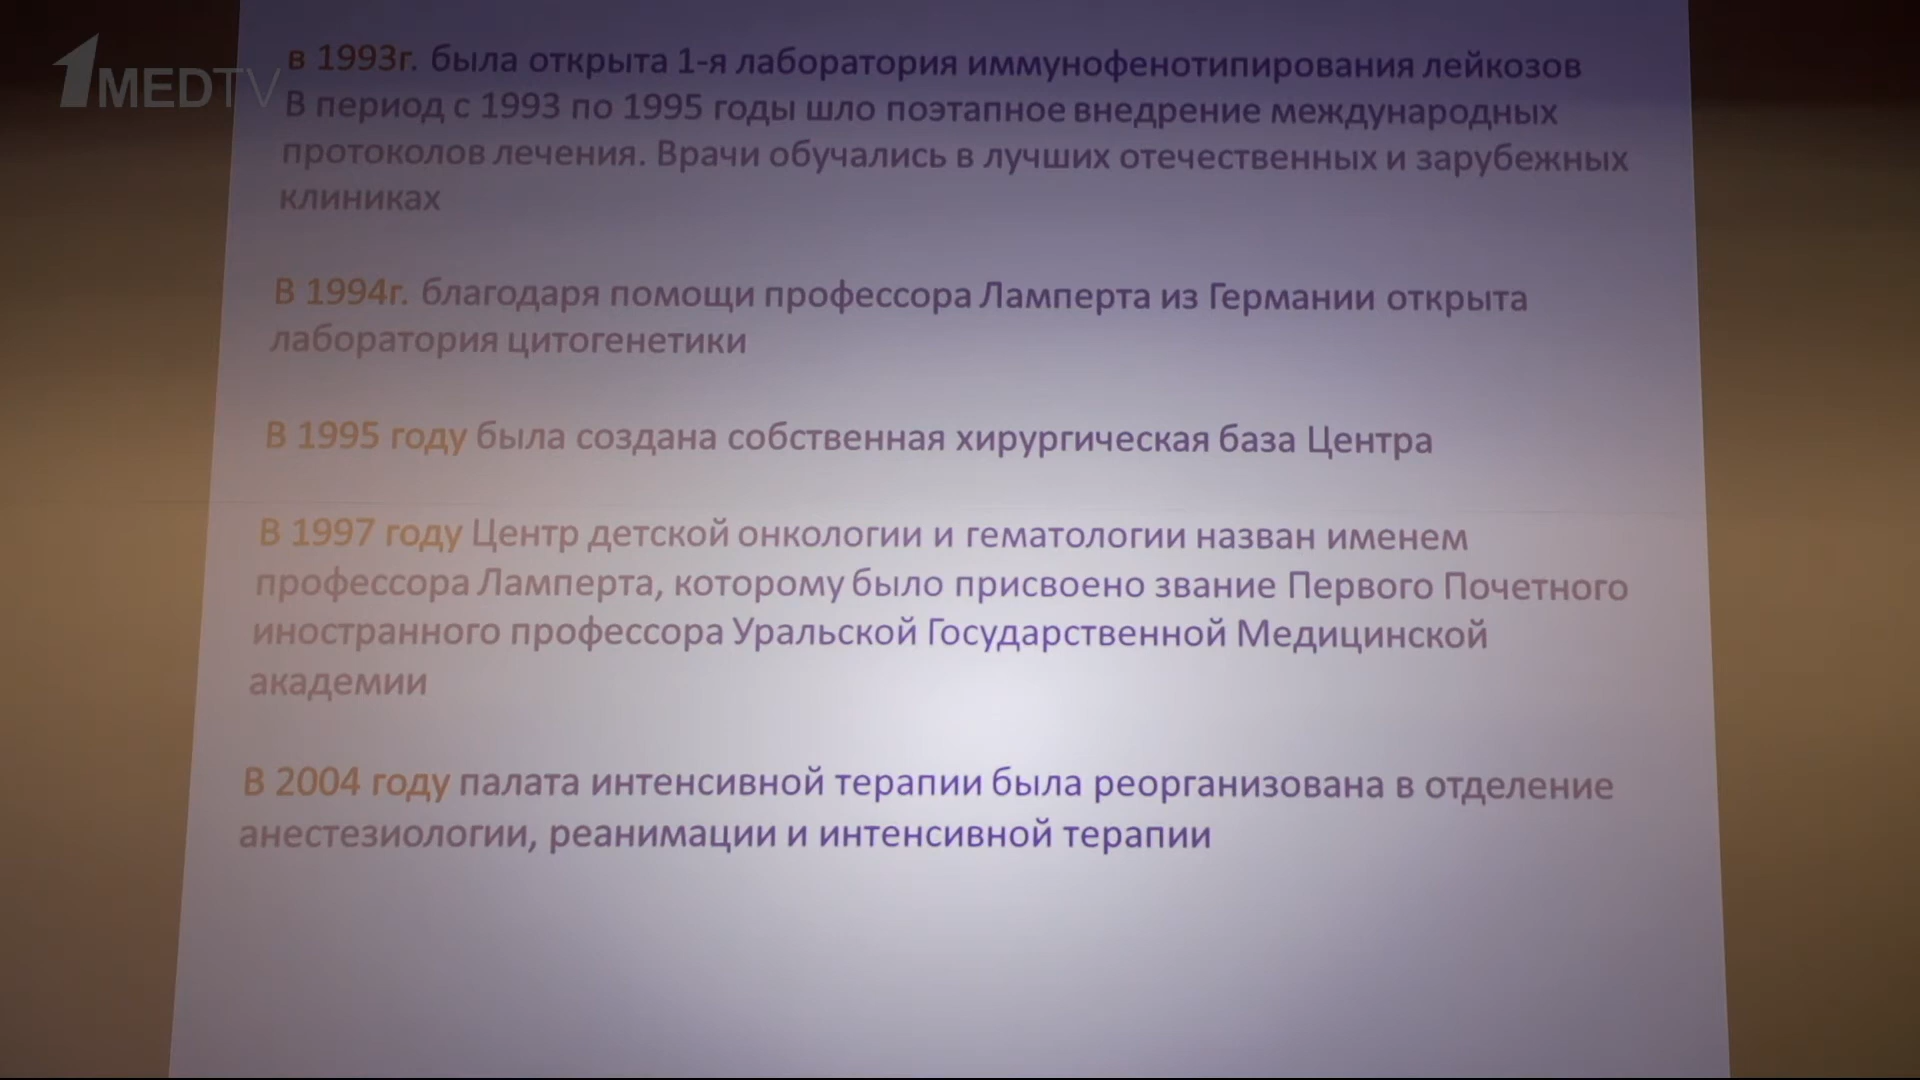 1MEDTV
в 1993г. была открыта 1-я лаборатория иммунофенотипирования лейкозов
В период с 1993 по 1995 годы шло поэтапное внедрение международных
протоколов лечения. Врачи обучались в лучших отечественных и зарубежных
клиниках
В 1994г. благодаря помощи профессора Ламперта из Германии открыта
лаборатория цитогенетики
В 1995 году была создана собственная хирургическая база Центра
В 1997 году Центр детской онкологии и гематологии назван именем
профессора Ламперта, которому было присвоено звание Первого Почетного
иностранного профессора Уральской Государственной Медицинской
академии
В 2004 году палата интенсивной терапии была реорганизована в отделение
анестезиологии, реанимации и интенсивной терапии